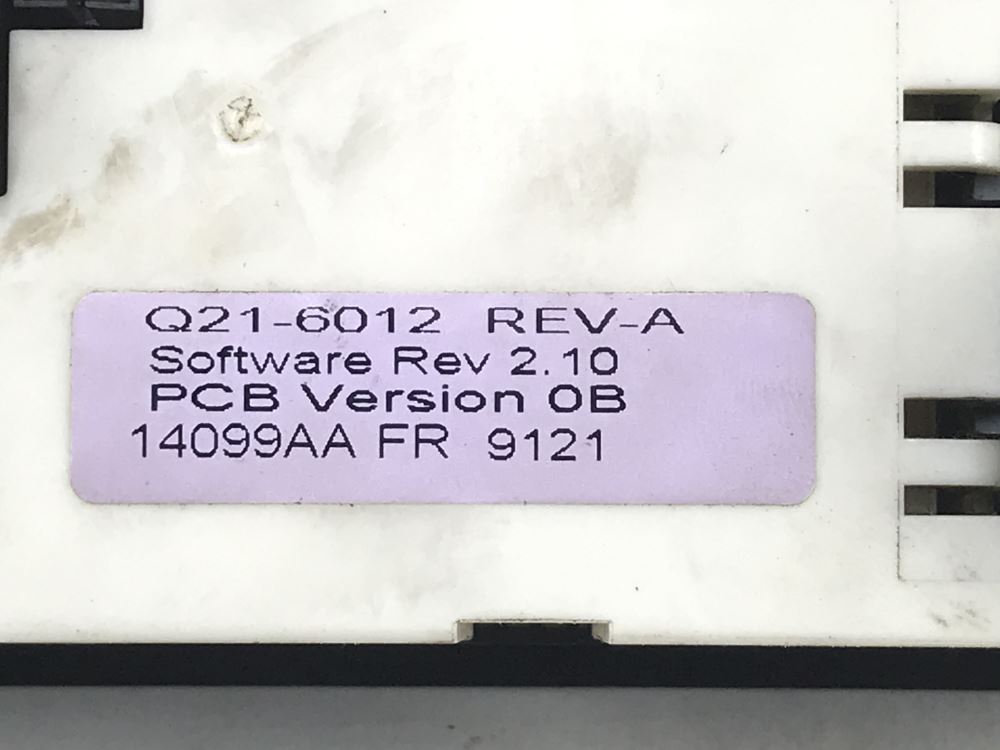 Q21-6012 REV-A
Software Rev 2.10
PCB Version 0B
14099AA FR 9121